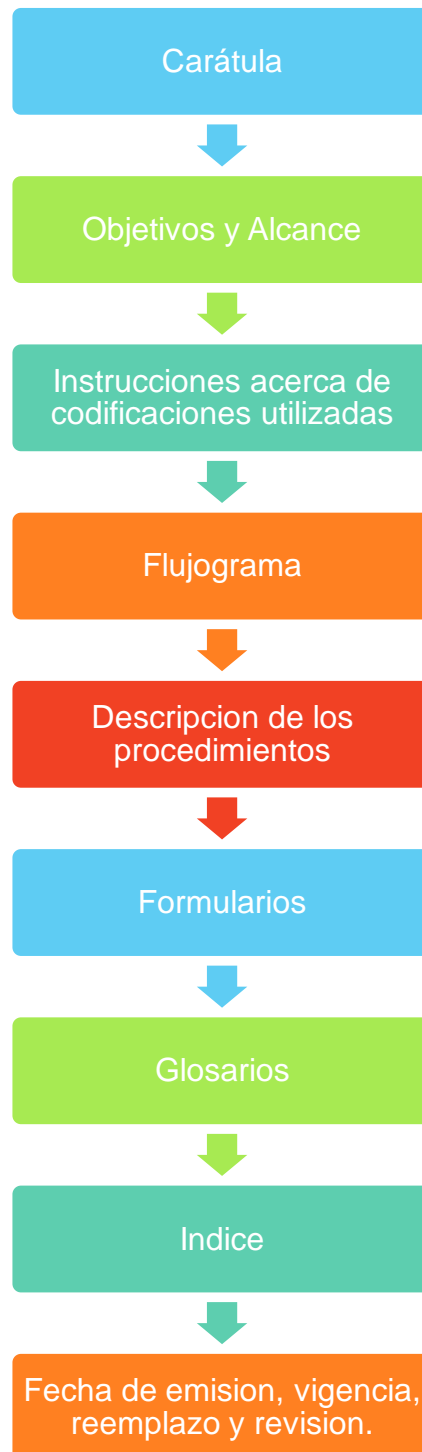 Carátula
Objetivos y Alcance
Instrucciones acerca de
codificaciones utilizadas
Flujograma
Descripcion de los
procedimientos
Formularios
Glosarios
Indice
Fecha de emision, vigencia,
reemplazo y revision.